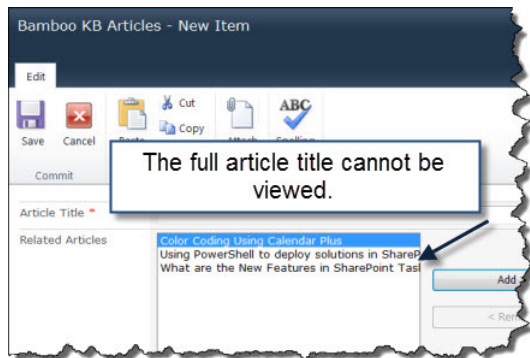 Bamboo KB Articles - New Item
Edit
Cut
Copy
ABC
Save Cancel
Commit
The full article title cannot be viewed.
Article Title *
Related Articles
Color Coding Using Calendar Plus
Using PowerShell to deploy solutions in ShareP
What are the New Features in SharePoint Tas
Add
< Rem